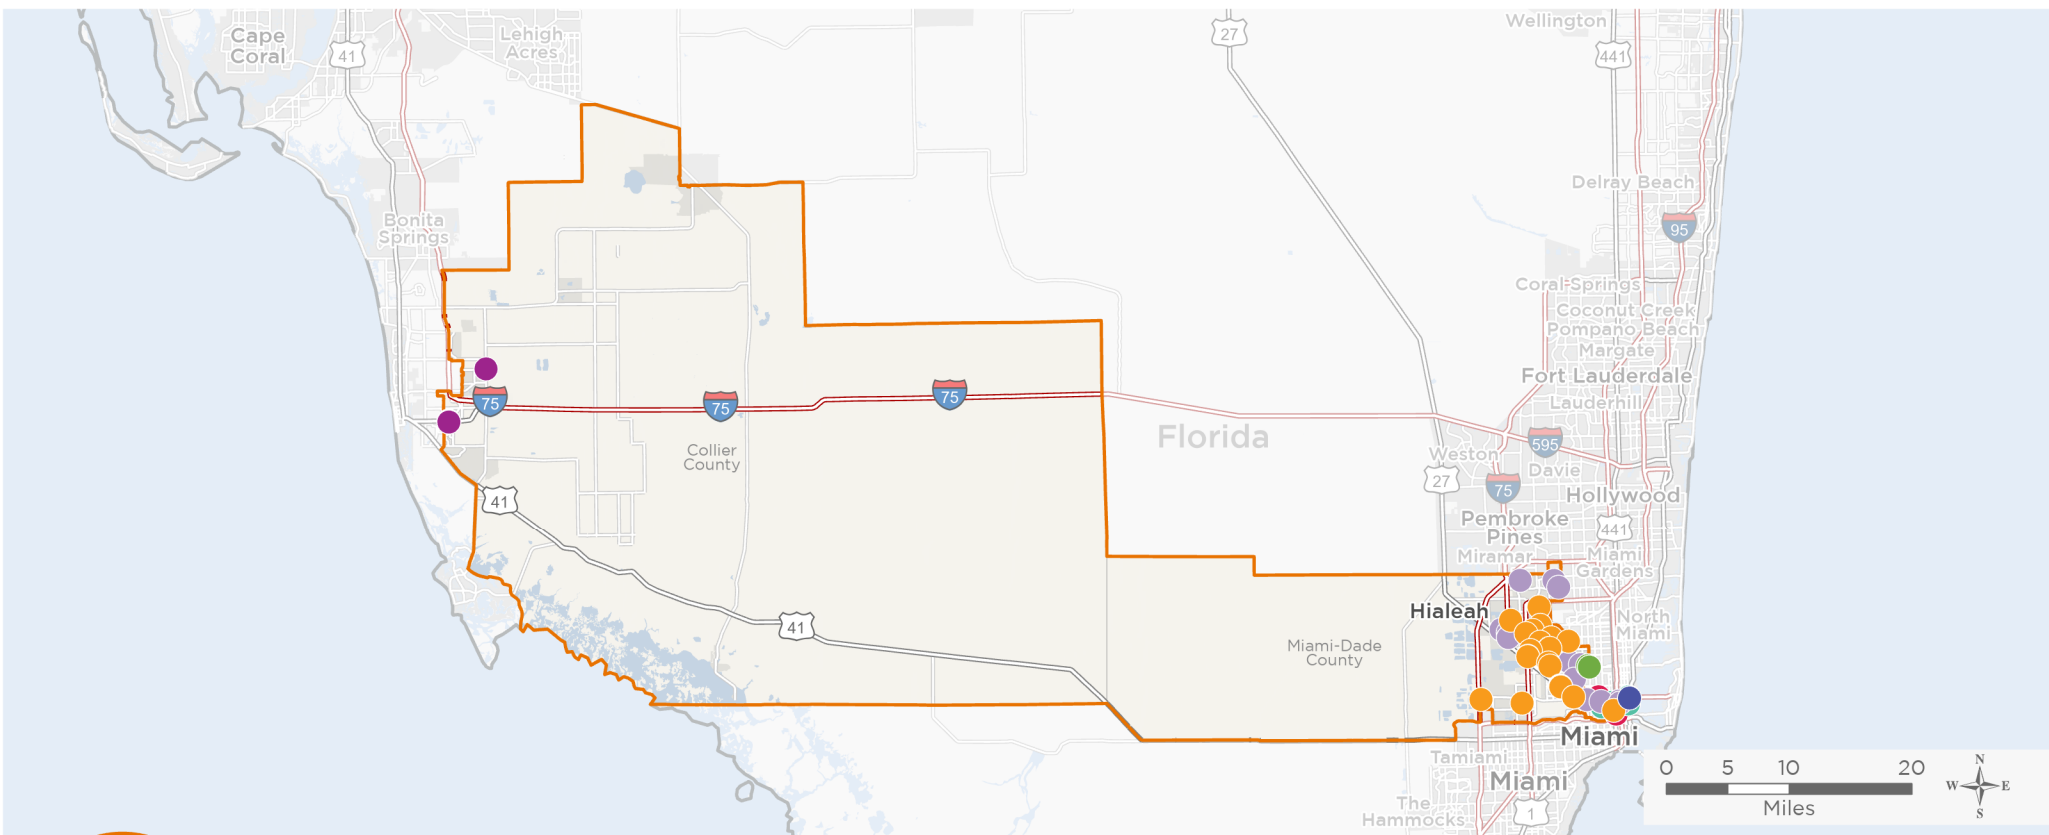 Cape
Coral
41
Lehigh
Acres
27
Wellington
441
Delray Beach
95
Bonita
Springs
Coral Springs
Coconut Creek
Pompano Beach
Margate
Fort Lauderdale
Lauderhill
75
75
75
Florida
Collier
County
595
Weston
Davie
27
75
Hollywood
41
Pembroke
Pines
441
Miramar
Miami
Gardens
Hialeah
North
Miami
41
Miami-Dade
County
Miami
Tamiami
Miami
The
Hammocks
1
0 5 10 20
Miles
N
W E
S